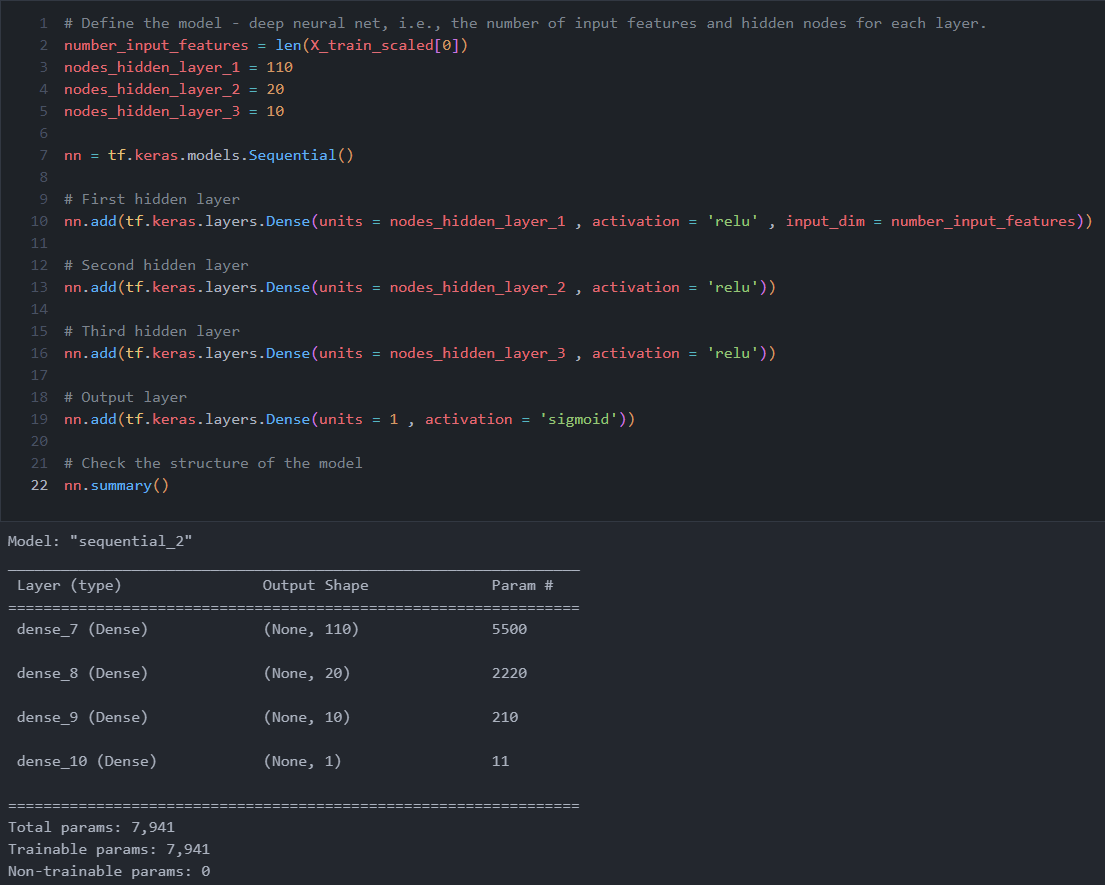 1 # Define the model - deep neural net, i.e., the number of input features and hidden nodes for each layer.
2 number_input_features = len(X_train_scaled[0])
3 nodes_hidden_layer_1 = 110
4 nodes_hidden_layer_2 = 20
5 nodes_hidden_layer_3 = 10
6
7 nn = tf.keras.models.Sequential()
8
9 # First hidden layer
10 nn.add(tf.keras.layers.Dense(units = nodes_hidden_layer_1 , activation = 'relu' , input_dim = number_input_features))
11
12 # Second hidden layer
13 nn.add(tf.keras.layers.Dense(units = nodes_hidden_layer_2 , activation = 'relu'))
14
15 # Third hidden layer
16 nn.add(tf.keras.layers.Dense(units = nodes_hidden_layer_3 , activation = 'relu'))
17
18 # Output layer
19 nn.add(tf.keras.layers.Dense(units = 1 , activation = 'sigmoid'))
20
21 # Check the structure of the model
22 nn.summary()
Model: "sequential_2"
_________________________________________________________________
Layer (type) Output Shape Param #
=================================================================
dense_7 (Dense) (None, 110) 5500
dense_8 (Dense) (None, 20) 2220
dense_9 (Dense) (None, 10) 210
dense_10 (Dense) (None, 1) 11
=================================================================
Total params: 7,941
Trainable params: 7,941
Non-trainable params: 0